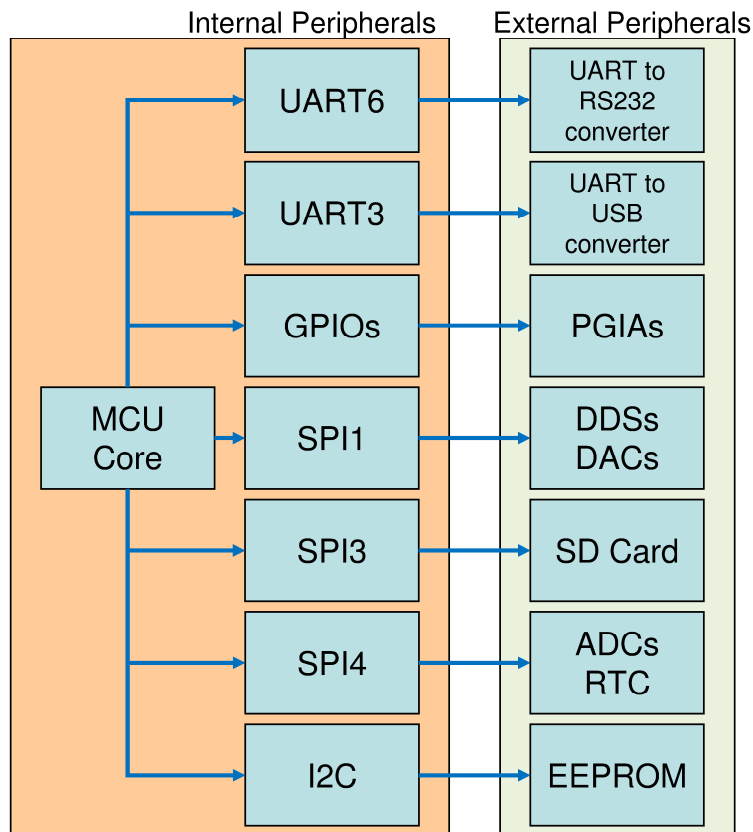 Internal Peripherals
External Peripherals
UART6
UART to
RS232
converter
UART3
UART to
USB
converter
GPIOs
PGIAs
MCU
Core
SPI1
DDSs
DACs
SPI3
SD Card
SPI4
ADCs
RTC
I2C
EEPROM